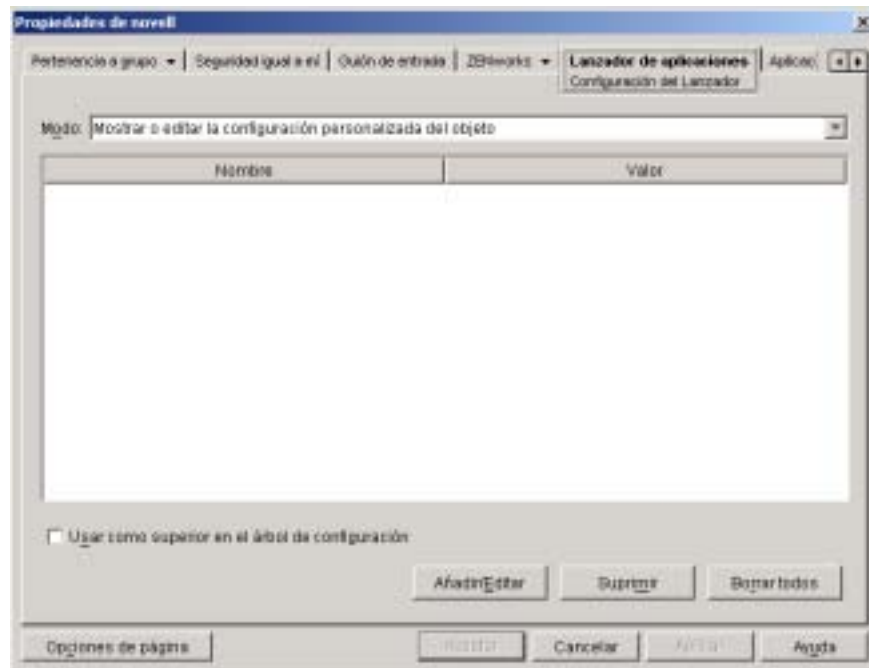 Propiedades de novell
Pertenencia a grupo
Seguridad igual a mí
Guión de entrada
ZENworks
Lanzador de aplicaciones
Configuración del Lanzador
Aplicac
Modo: Mostrar o editar la configuración personalizada del objeto
Nombre Valor
Usar como superior en el árbol de configuración
Añadir/Editar Suprimir Borrar todos
Opciones de página Cancelar Ayuda